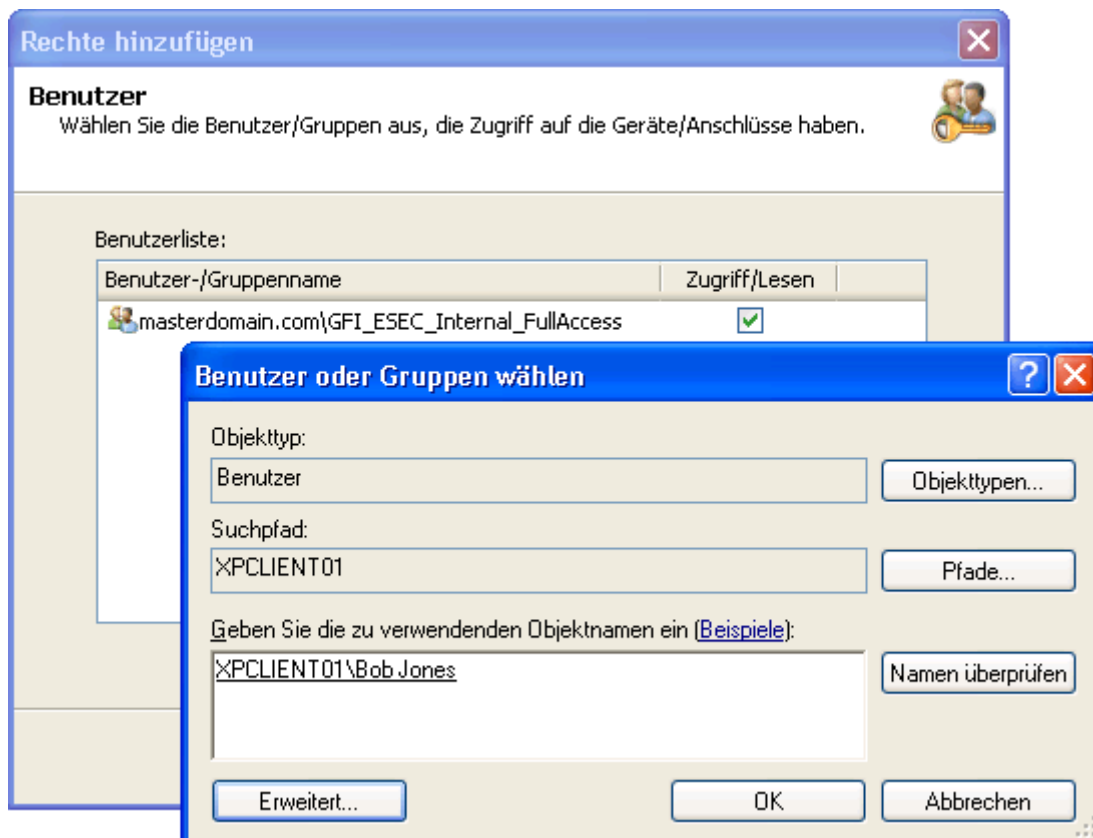 Rechte hinzufügen
Benutzer
Wählen Sie die Benutzer/Gruppen aus, die Zugriff auf die Geräte/Anschlüsse haben.
Benutzerliste:
Benutzer-/Gruppenname Zugriff/Lesen
masterdomain.com\GFI_ESEC_Internal_FullAccess
Benutzer oder Gruppen wählen
Objekttyp:
Benutzer Objekttypen...
Suchpfad:
XPCLIENT01 Pfade...
Geben Sie die zu verwendenden Objektnamen ein (Beispiele):
XPCLIENT01\Bob Jones Namen überprüfen
Erweitert... OK Abbrechen